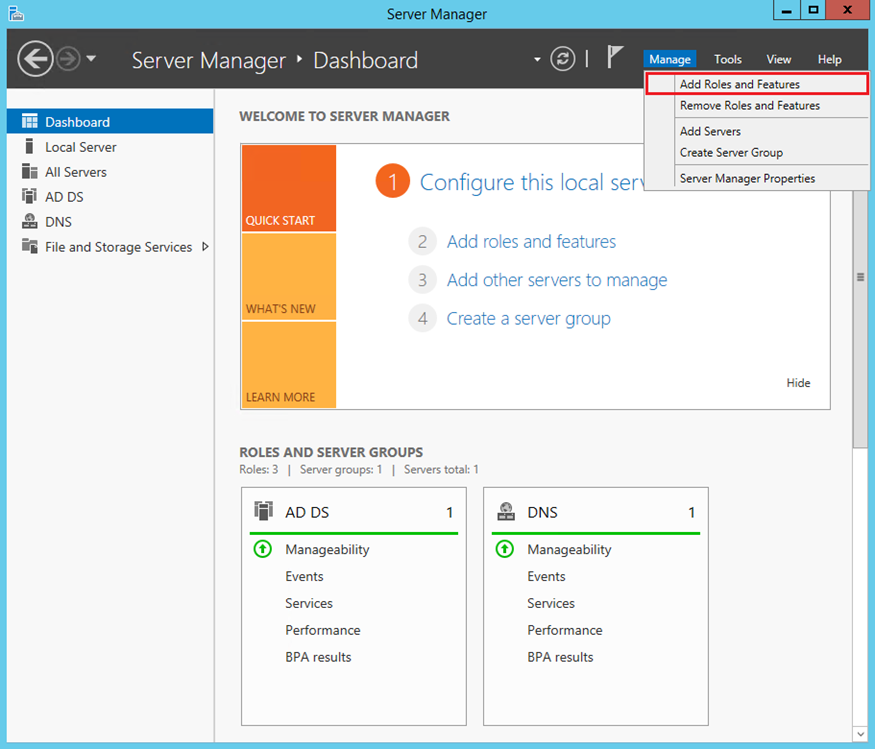 Server Manager
Server Manager ‣ Dashboard
Manage Tools View Help
Add Roles and Features
Remove Roles and Features
Add Servers
Create Server Group
Server Manager Properties
Dashboard
Local Server
All Servers
AD DS
DNS
File and Storage Services
WELCOME TO SERVER MANAGER
QUICK START
WHAT'S NEW
LEARN MORE
1 Configure this local serv
2 Add roles and features
3 Add other servers to manage
4 Create a server group
Hide
ROLES AND SERVER GROUPS
Roles: 3 | Server groups: 1 | Servers total: 1
AD DS 1
Manageability
Events
Services
Performance
BPA results
DNS 1
Manageability
Events
Services
Performance
BPA results